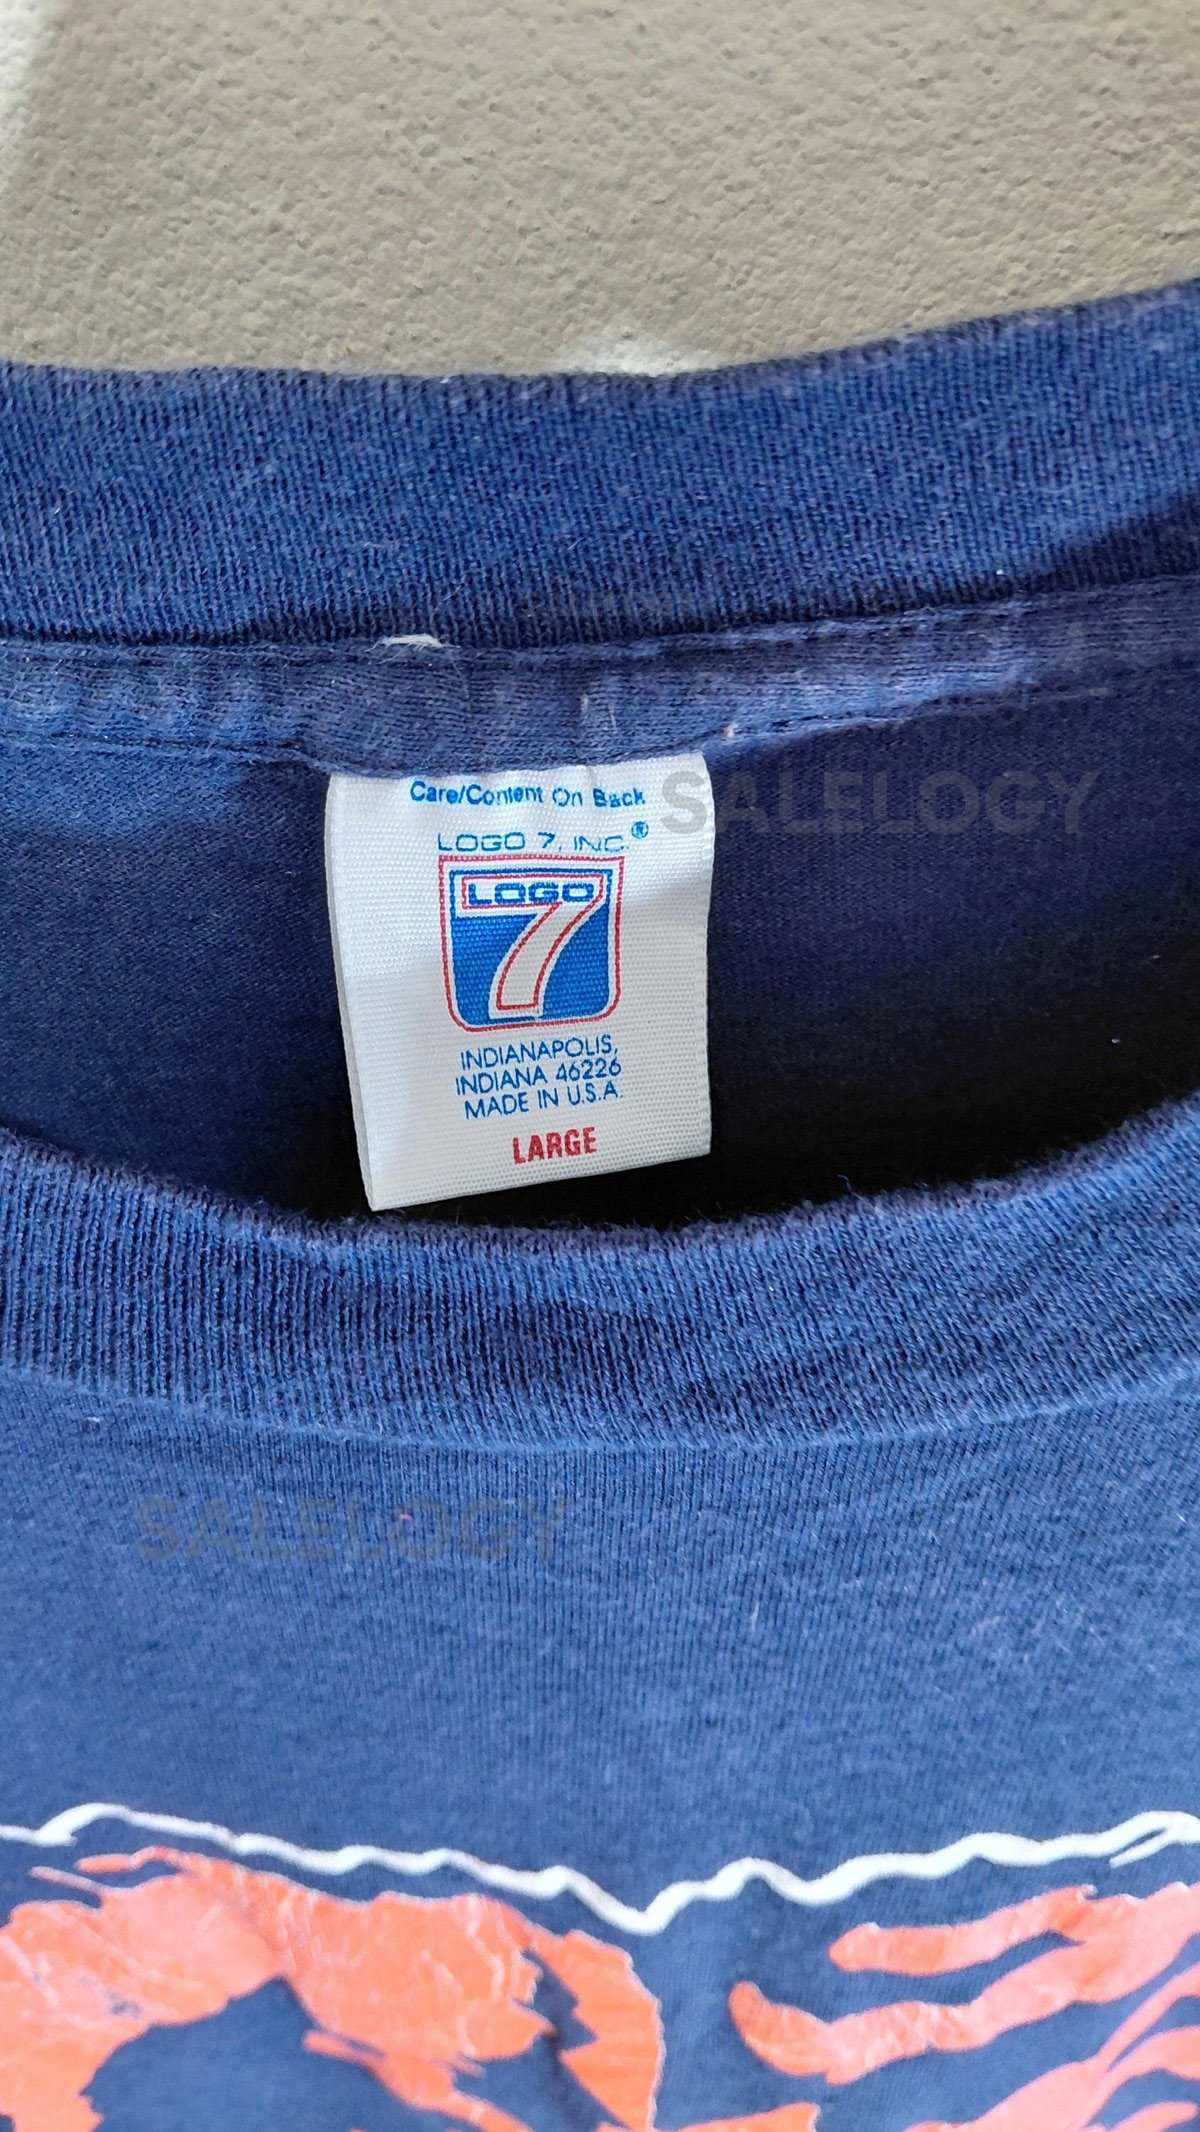 Care/Content On Back
LOGO 7, INC.®
LOGO
7
INDIANAPOLIS,
INDIANA 46226
MADE IN U.S.A.
LARGE
SALELOGY
SALELOGY